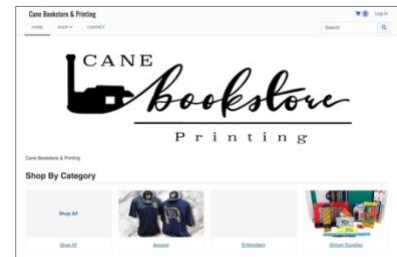 Cane Bookstore & Printing
Log In
HOME SHOP CONTACT
Search
CANE
bookstore
Printing
Cane Bookstore & Printing
Shop By Category
Shop All
Shop All
Apparel
Embroidery
School Supplies